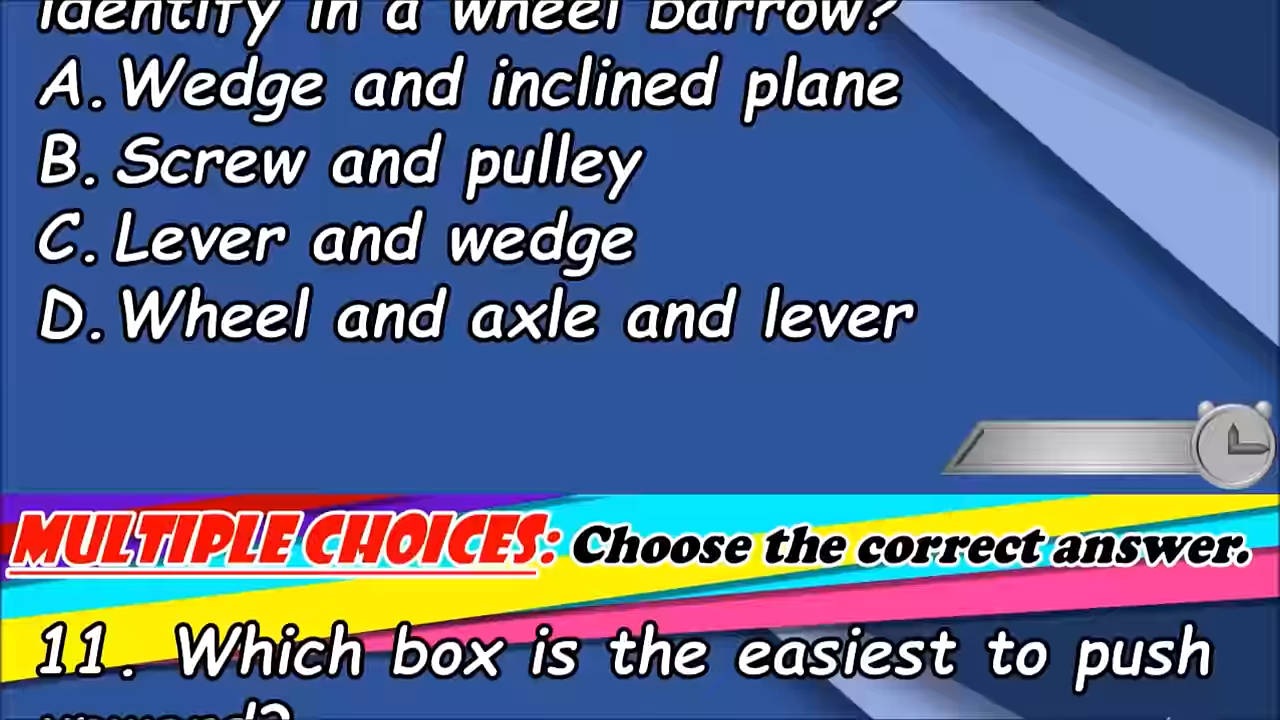 identify in a wheel barrow?
A. Wedge and inclined plane
B. Screw and pulley
C. Lever and wedge
D. Wheel and axle and lever
MULTIPLE CHOICES: Choose the correct answer.
11. Which box is the easiest to push